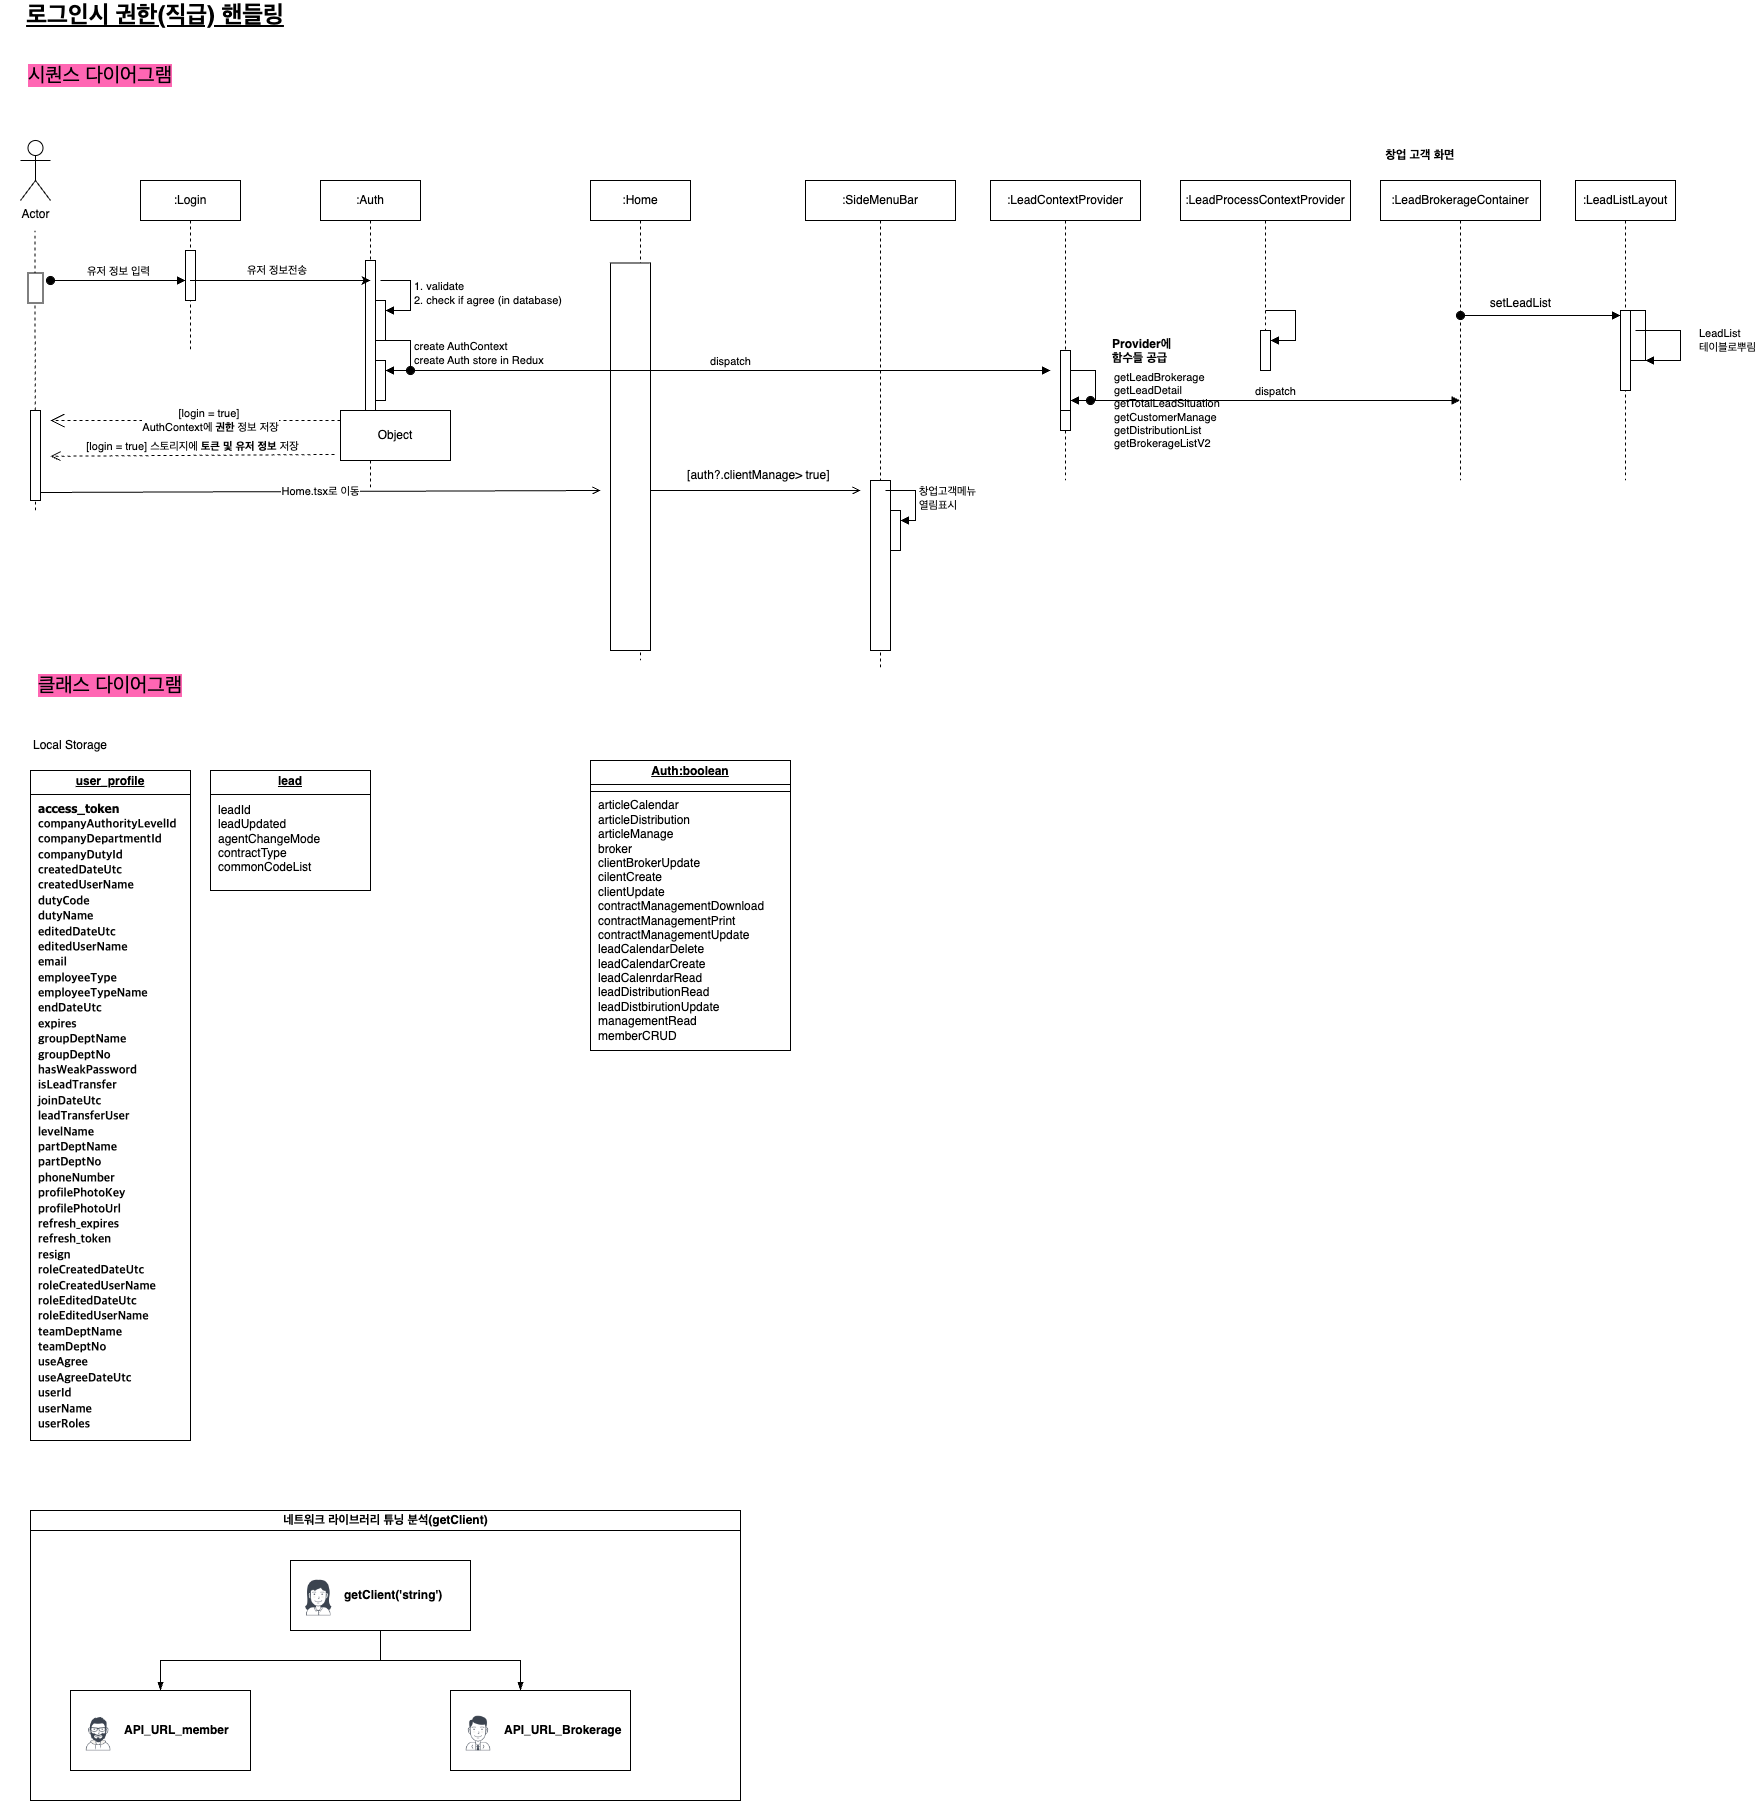 로그인시 권한(직급) 핸들링
시퀀스 다이어그램
창업 고객 화면
Actor
:Login
:Auth
:Home
:SideMenuBar
:LeadContextProvider
:LeadProcessContextProvider
:LeadBrokerageContainer
:LeadListLayout
유저 정보 입력
유저 정보전송
1. validate
2. check if agree (in database)
create AuthContext
create Auth store in Redux
dispatch
Provider에
함수들 공급
getLeadBrokerage
getLeadDetail
getTotalLeadSituation
getCustomerManage
getDistributionList
getBrokerageListV2
dispatch
setLeadList
LeadList
테이블로뿌림
[login = true]
AuthContext에 권한 정보 저장
Object
[login = true] 스토리지에 토큰 및 유저 정보 저장
Home.tsx로 이동
[auth?.clientManage> true]
창업고객메뉴
열림표시
클래스 다이어그램
Local Storage
user_profile
access_token
companyAuthorityLevelId
companyDepartmentId
companyDutyId
createdDateUtc
createdUserName
dutyCode
dutyName
editedDateUtc
editedUserName
email
employeeType
employeeTypeName
endDateUtc
expires
groupDeptName
groupDeptNo
hasWeakPassword
isLeadTransfer
joinDateUtc
leadTransferUser
levelName
partDeptName
partDeptNo
phoneNumber
profilePhotoKey
profilePhotoUrl
refresh_expires
refresh_token
resign
roleCreatedDateUtc
roleCreatedUserName
roleEditedDateUtc
roleEditedUserName
teamDeptName
teamDeptNo
useAgree
useAgreeDateUtc
userId
userName
userRoles
lead
leadId
leadUpdated
agentChangeMode
contractType
commonCodeList
Auth:boolean
articleCalendar
articleDistribution
articleManage
broker
clientBrokerUpdate
cilentCreate
clientUpdate
contractManagementDownload
contractManagementPrint
contractManagementUpdate
leadCalendarDelete
leadCalendarCreate
leadCalenrdarRead
leadDistributionRead
leadDistbirutionUpdate
managementRead
memberCRUD
네트워크 라이브러리 튜닝 분석(getClient)
getClient('string')
API_URL_member
API_URL_Brokerage